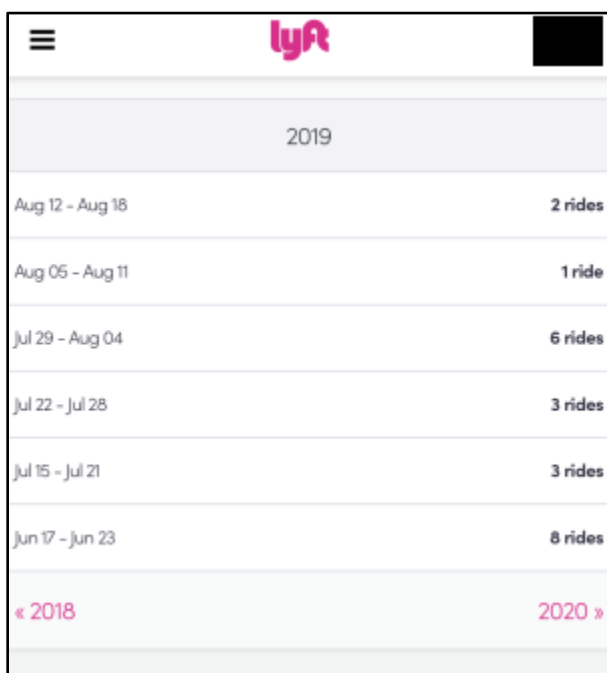 lyft
2019
Aug 12 - Aug 18 2 rides
Aug 05 - Aug 11 1 ride
Jul 29 - Aug 04 6 rides
Jul 22 - Jul 28 3 rides
Jul 15 - Jul 21 3 rides
Jun 17 - Jun 23 8 rides
« 2018 2020 »